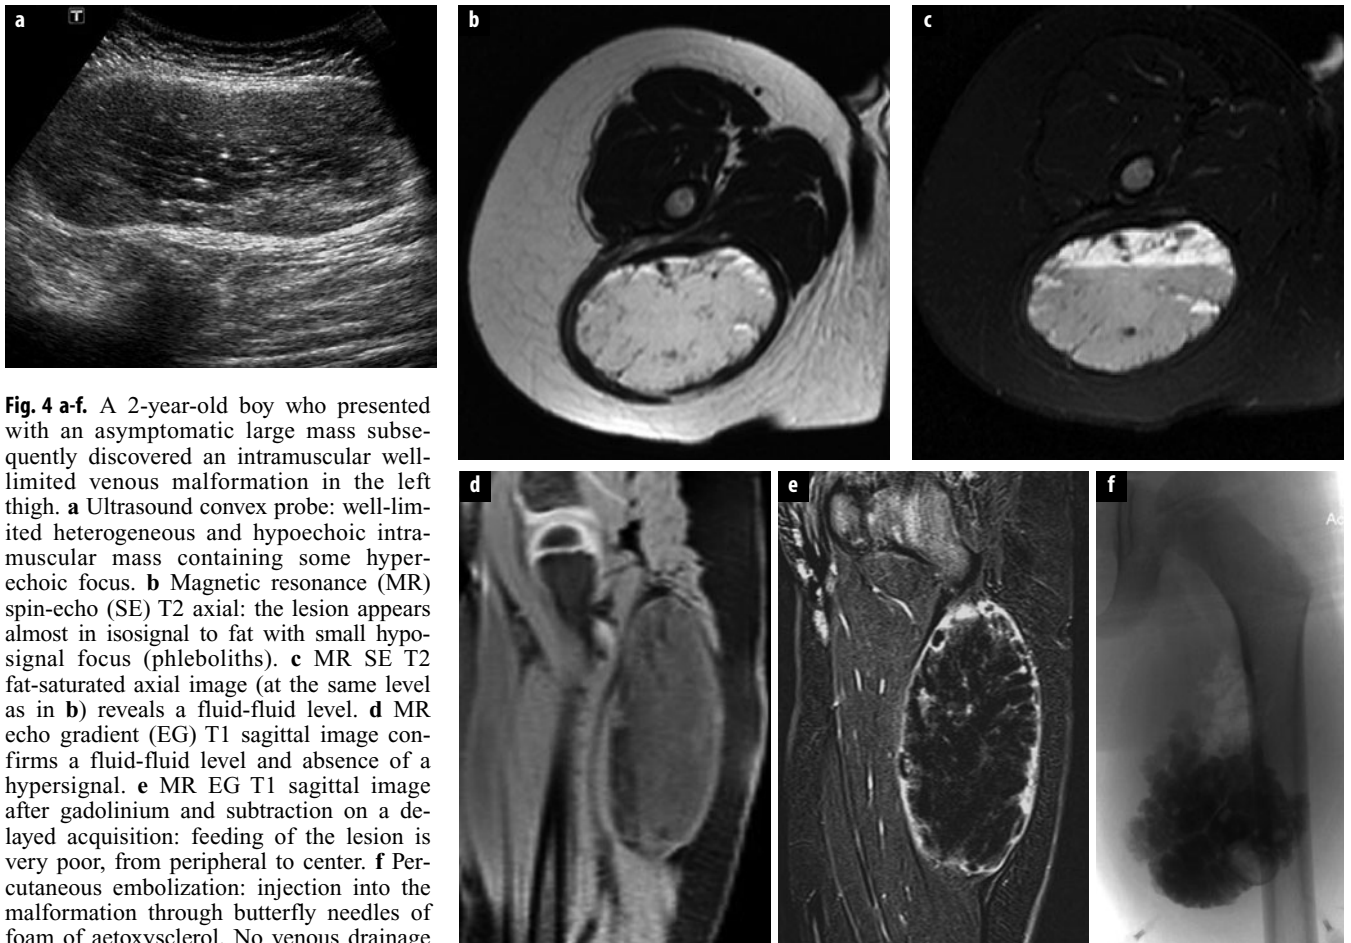 a
T
b
c
Fig. 4 a-f. A 2-year-old boy who presented
with an asymptomatic large mass subse-
quently discovered an intramuscular well-
limited venous malformation in the left
thigh. a Ultrasound convex probe: well-lim-
ited heterogeneous and hypoechoic intra-
muscular mass containing some hyper-
echoic focus. b Magnetic resonance (MR)
spin-echo (SE) T2 axial: the lesion appears
almost in isosignal to fat with small hypo-
signal focus (phleboliths). c MR SE T2
fat-saturated axial image (at the same level
as in b) reveals a fluid-fluid level. d MR
echo gradient (EG) T1 sagittal image con-
firms a fluid-fluid level and absence of a
hypersignal. e MR EG T1 sagittal image
after gadolinium and subtraction on a de-
layed acquisition: feeding of the lesion is
very poor, from peripheral to center. f Per-
cutaneous embolization: injection into the
malformation through butterfly needles of
foam of aetoxysclerol. No venous drainage
d
e
f
Ac